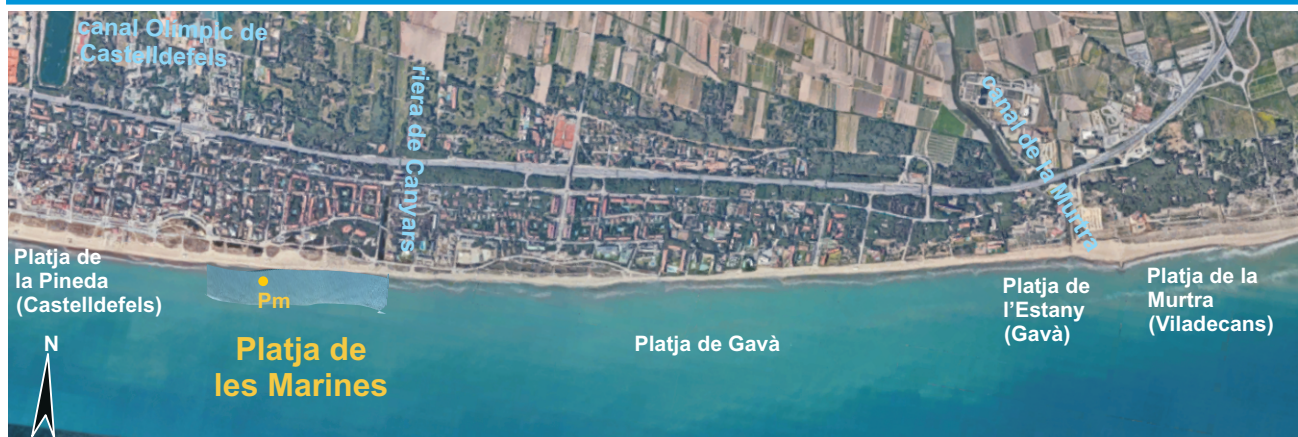 canal Olímpic de
Castelldefels
riera de Canyars
canal de la Murtra
Platja de
la Pineda
(Castelldefels)
Pm
Platja de
les Marines
Platja de Gavà
Platja de
l'Estany
(Gavà)
Platja de la
Murtra
(Viladecans)
N